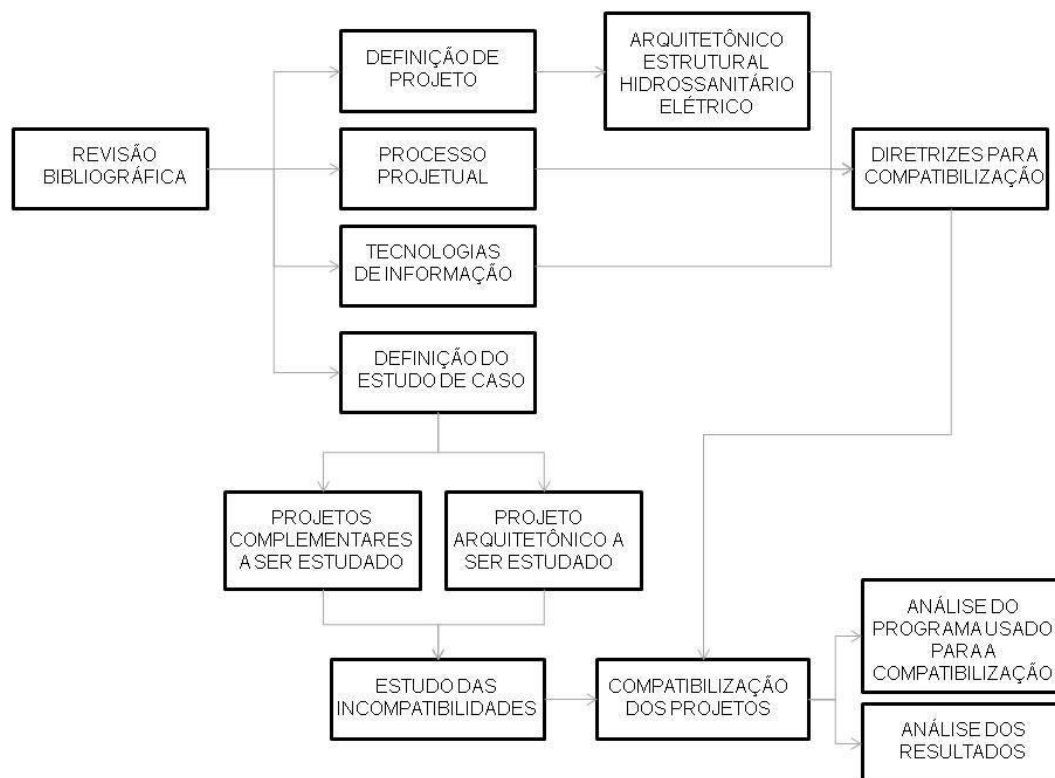 DEFINIÇÃO DE
PROJETO
ARQUITETÔNICO
ESTRUTURAL
HIDROSSANITÁRIO
ELÉTRICO
REVISÃO
BIBLIOGRÁFICA
PROCESSO
PROJETUAL
DIRETRIZES PARA
COMPATIBILIZAÇÃO
TECNOLOGIAS
DE INFORMAÇÃO
DEFINIÇÃO DO
ESTUDO DE CASO
PROJETOS
COMPLEMENTARES
A SER ESTUDADO
PROJETO
ARQUITETÔNICO A
SER ESTUDADO
ESTUDO DAS
INCOMPATIBILIDADES
COMPATIBILIZAÇÃO
DOS PROJETOS
ANÁLISE DO
PROGRAMA USADO
PARA A
COMPATIBILIZAÇÃO
ANÁLISE DOS
RESULTADOS